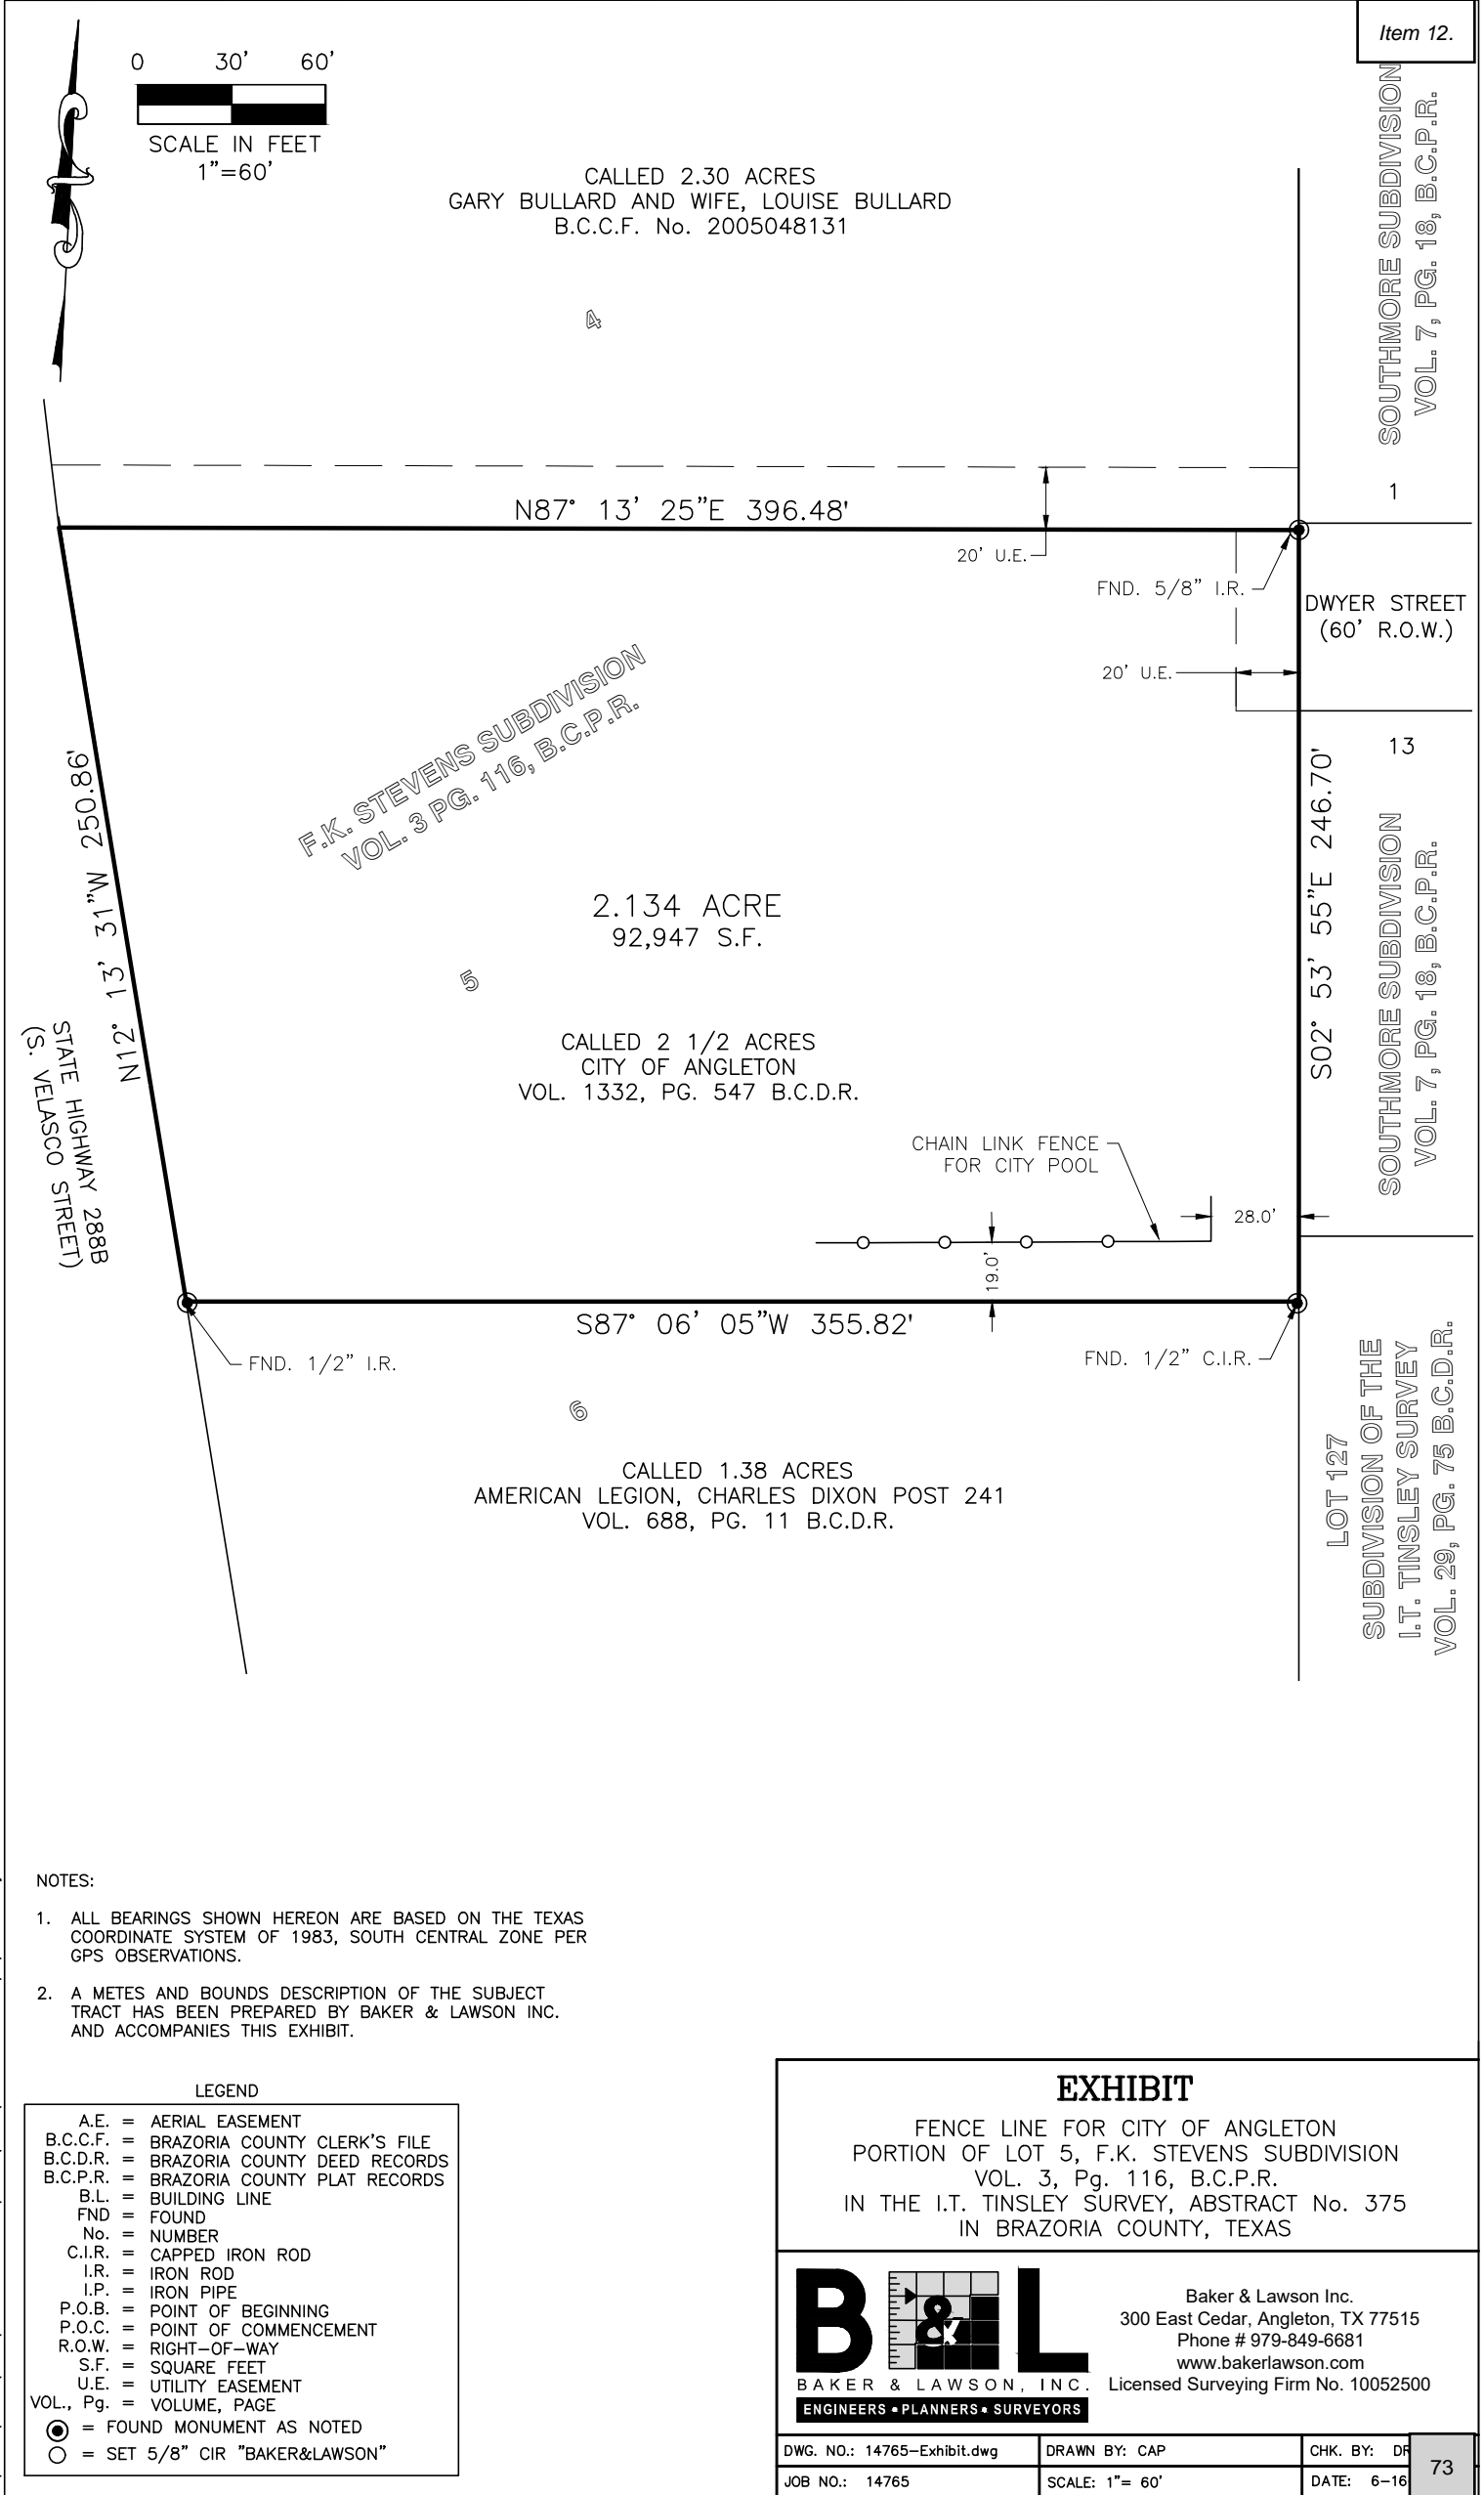 Item 12.
0 30' 60'
SCALE IN FEET
1"=60'
CALLED 2.30 ACRES
GARY BULLARD AND WIFE, LOUISE BULLARD
B.C.C.F. No. 2005048131
4
SOUTHMORE SUBDIVISION
VOL. 7, PG. 18, B.C.P.R.
1
N87° 13' 25"E 396.48'
20' U.E.
FND. 5/8" I.R.
DWYER STREET
(60' R.O.W.)
20' U.E.
F.K. STEVENS SUBDIVISION
VOL. 3 PG. 116, B.C.P.R.
13
N12° 13' 31"W 250.86'
S02° 53' 55"E 246.70'
SOUTHMORE SUBDIVISION
VOL. 7, PG. 18, B.C.P.R.
2.134 ACRE
92,947 S.F.
5
CALLED 2 1/2 ACRES
CITY OF ANGLETON
VOL. 1332, PG. 547 B.C.D.R.
STATE HIGHWAY 288B
(S. VELASCO STREET)
CHAIN LINK FENCE
FOR CITY POOL
28.0'
19.0'
S87° 06' 05"W 355.82'
FND. 1/2" I.R.
FND. 1/2" C.I.R.
6
CALLED 1.38 ACRES
AMERICAN LEGION, CHARLES DIXON POST 241
VOL. 688, PG. 11 B.C.D.R.
LOT 127
SUBDIVISION OF THE
I.T. TINSLEY SURVEY
VOL. 29, PG. 75 B.C.D.R.
NOTES:
1. ALL BEARINGS SHOWN HEREON ARE BASED ON THE TEXAS
COORDINATE SYSTEM OF 1983, SOUTH CENTRAL ZONE PER
GPS OBSERVATIONS.
2. A METES AND BOUNDS DESCRIPTION OF THE SUBJECT
TRACT HAS BEEN PREPARED BY BAKER & LAWSON INC.
AND ACCOMPANIES THIS EXHIBIT.
LEGEND
A.E. = AERIAL EASEMENT
B.C.C.F. = BRAZORIA COUNTY CLERK'S FILE
B.C.D.R. = BRAZORIA COUNTY DEED RECORDS
B.C.P.R. = BRAZORIA COUNTY PLAT RECORDS
B.L. = BUILDING LINE
FND = FOUND
No. = NUMBER
C.I.R. = CAPPED IRON ROD
I.R. = IRON ROD
I.P. = IRON PIPE
P.O.B. = POINT OF BEGINNING
P.O.C. = POINT OF COMMENCEMENT
R.O.W. = RIGHT-OF-WAY
S.F. = SQUARE FEET
U.E. = UTILITY EASEMENT
VOL., Pg. = VOLUME, PAGE
= FOUND MONUMENT AS NOTED
= SET 5/8" CIR "BAKER&LAWSON"
EXHIBIT
FENCE LINE FOR CITY OF ANGLETON
PORTION OF LOT 5, F.K. STEVENS SUBDIVISION
VOL. 3, Pg. 116, B.C.P.R.
IN THE I.T. TINSLEY SURVEY, ABSTRACT No. 375
IN BRAZORIA COUNTY, TEXAS
B & L
BAKER & LAWSON, INC.
ENGINEERS • PLANNERS • SURVEYORS
Baker & Lawson Inc.
300 East Cedar, Angleton, TX 77515
Phone # 979-849-6681
www.bakerlawson.com
Licensed Surveying Firm No. 10052500
DWG. NO.: 14765-Exhibit.dwg
DRAWN BY: CAP
CHK. BY: DR
JOB NO.: 14765
SCALE: 1"= 60'
DATE: 6-16
73